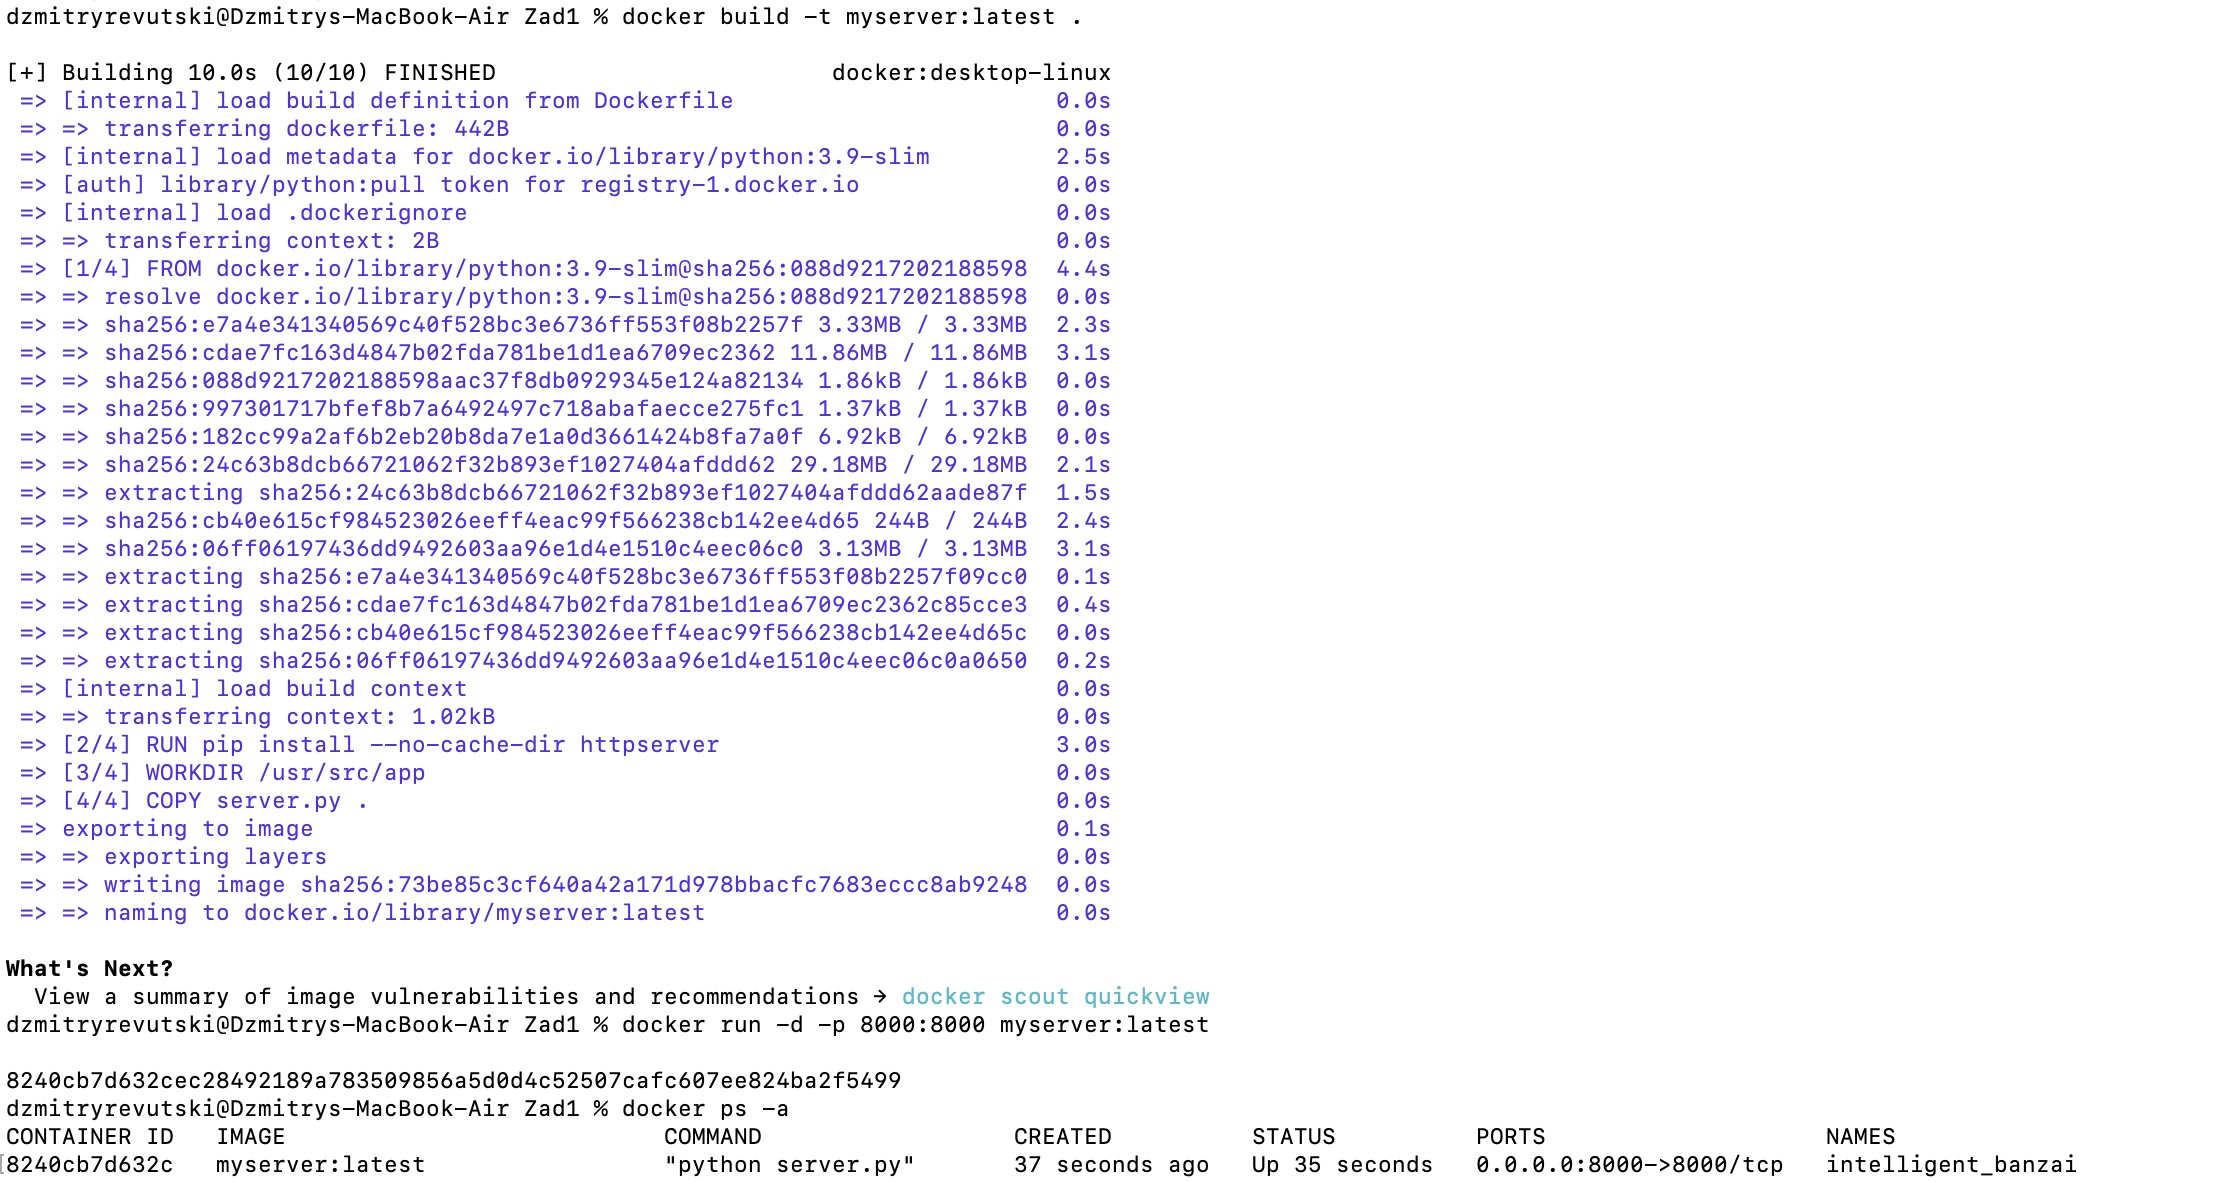 dzmitryrevutski@Dzmitrys-MacBook-Air Zad1 % docker build -t myserver:latest .
[+] Building 10.0s (10/10) FINISHED docker:desktop-linux
=> [internal] load build definition from Dockerfile 0.0s
=> => transferring dockerfile: 442B 0.0s
=> [internal] load metadata for docker.io/library/python:3.9-slim 2.5s
=> [auth] library/python:pull token for registry-1.docker.io 0.0s
=> [internal] load .dockerignore 0.0s
=> => transferring context: 2B 0.0s
=> [1/4] FROM docker.io/library/python:3.9-slim@sha256:088d9217202188598 4.4s
=> => resolve docker.io/library/python:3.9-slim@sha256:088d9217202188598 0.0s
=> => sha256:e7a4e341340569c40f528bc3e6736ff553f08b2257f 3.33MB / 3.33MB 2.3s
=> => sha256:cdae7fc163d4847b02fda781be1d1ea6709ec2362 11.86MB / 11.86MB 3.1s
=> => sha256:088d9217202188598aac37f8db0929345e124a82134 1.86kB / 1.86kB 0.0s
=> => sha256:997301717bfef8b7a6492497c718abafaecce275fc1 1.37kB / 1.37kB 0.0s
=> => sha256:182cc99a2af6b2eb20b8da7e1a0d3661424b8fa7a0f 6.92kB / 6.92kB 0.0s
=> => sha256:24c63b8dcb66721062f32b893ef1027404afddd62 29.18MB / 29.18MB 2.1s
=> => extracting sha256:24c63b8dcb66721062f32b893ef1027404afddd62aade87f 1.5s
=> => sha256:cb40e615cf984523026eeff4eac99f566238cb142ee4d65 244B / 244B 2.4s
=> => sha256:06ff06197436dd9492603aa96e1d4e1510c4eec06c0 3.13MB / 3.13MB 3.1s
=> => extracting sha256:e7a4e341340569c40f528bc3e6736ff553f08b2257f09cc0 0.1s
=> => extracting sha256:cdae7fc163d4847b02fda781be1d1ea6709ec2362c85cce3 0.4s
=> => extracting sha256:cb40e615cf984523026eeff4eac99f566238cb142ee4d65c 0.0s
=> => extracting sha256:06ff06197436dd9492603aa96e1d4e1510c4eec06c0a0650 0.2s
=> [internal] load build context 0.0s
=> => transferring context: 1.02kB 0.0s
=> [2/4] RUN pip install --no-cache-dir httpserver 3.0s
=> [3/4] WORKDIR /usr/src/app 0.0s
=> [4/4] COPY server.py . 0.0s
=> exporting to image 0.1s
=> => exporting layers 0.0s
=> => writing image sha256:73be85c3cf640a42a171d978bbacfc7683eccc8ab9248 0.0s
=> => naming to docker.io/library/myserver:latest 0.0s
What's Next?
View a summary of image vulnerabilities and recommendations → docker scout quickview
dzmitryrevutski@Dzmitrys-MacBook-Air Zad1 % docker run -d -p 8000:8000 myserver:latest
8240cb7d632cec28492189a783509856a5d0d4c52507cafc607ee824ba2f5499
dzmitryrevutski@Dzmitrys-MacBook-Air Zad1 % docker ps -a
CONTAINER ID IMAGE COMMAND CREATED STATUS PORTS NAMES
8240cb7d632c myserver:latest "python server.py" 37 seconds ago Up 35 seconds 0.0.0.0:8000->8000/tcp intelligent_banzai